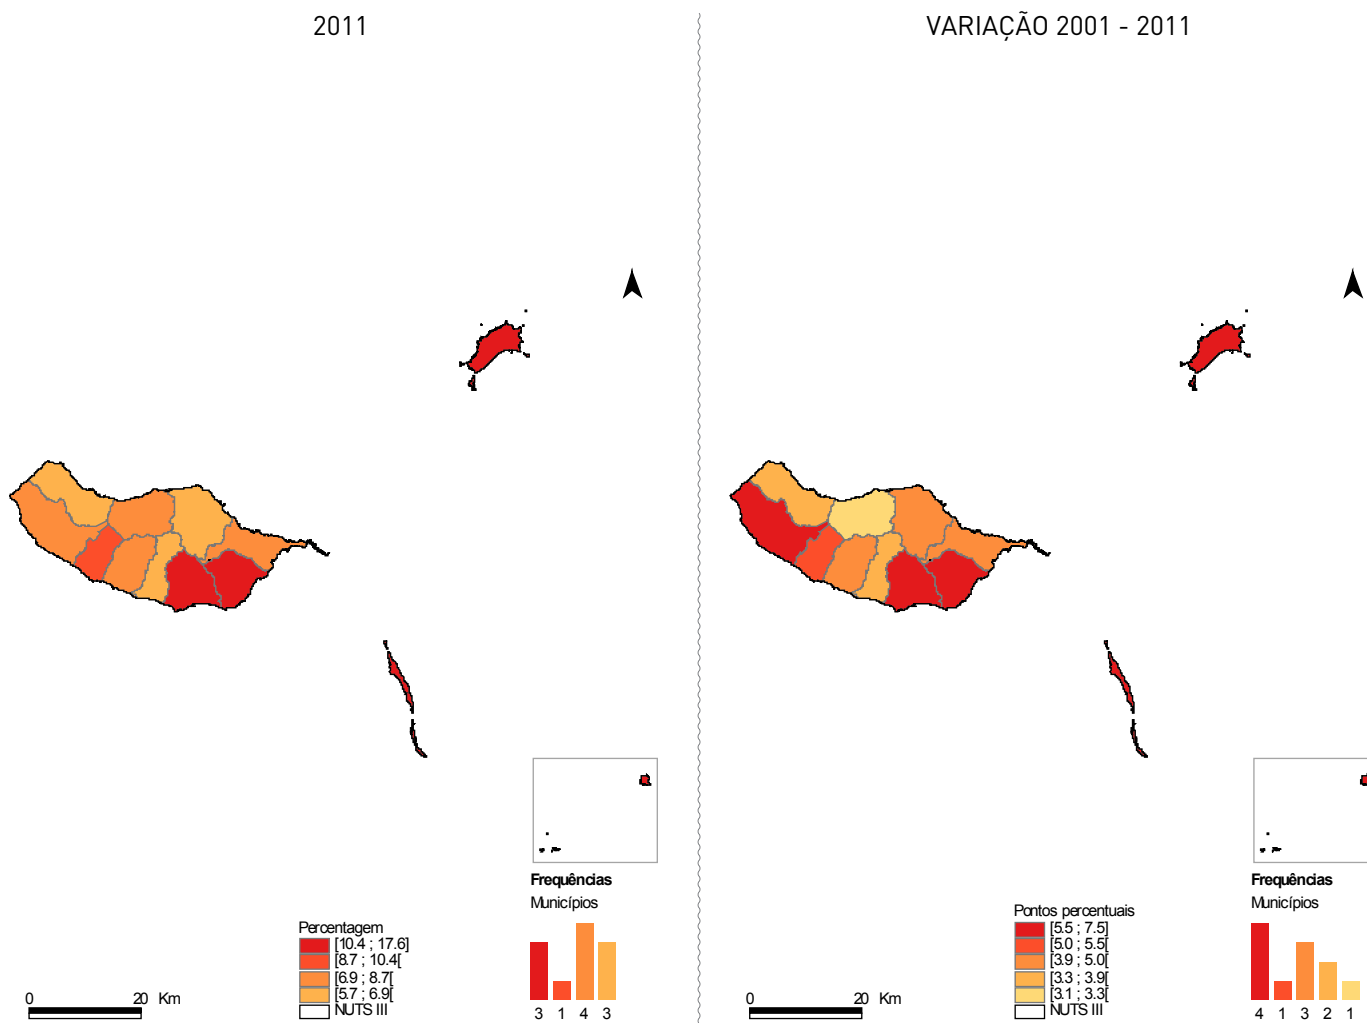 2011
Percentagem
[10.4 ; 17.6]
[8.7 ; 10.4[
[6.9 ; 8.7[
[5.7 ; 6.9[
NUTS III
0 20 Km
Frequências
Municípios
3 1 4 3
VARIAÇÃO 2001 - 2011
Pontos percentuais
[5.5 ; 7.5]
[5.0 ; 5.5[
[3.9 ; 5.0[
[3.3 ; 3.9[
[3.1 ; 3.3[
NUTS III
0 20 Km
Frequências
Municípios
4 1 3 2 1